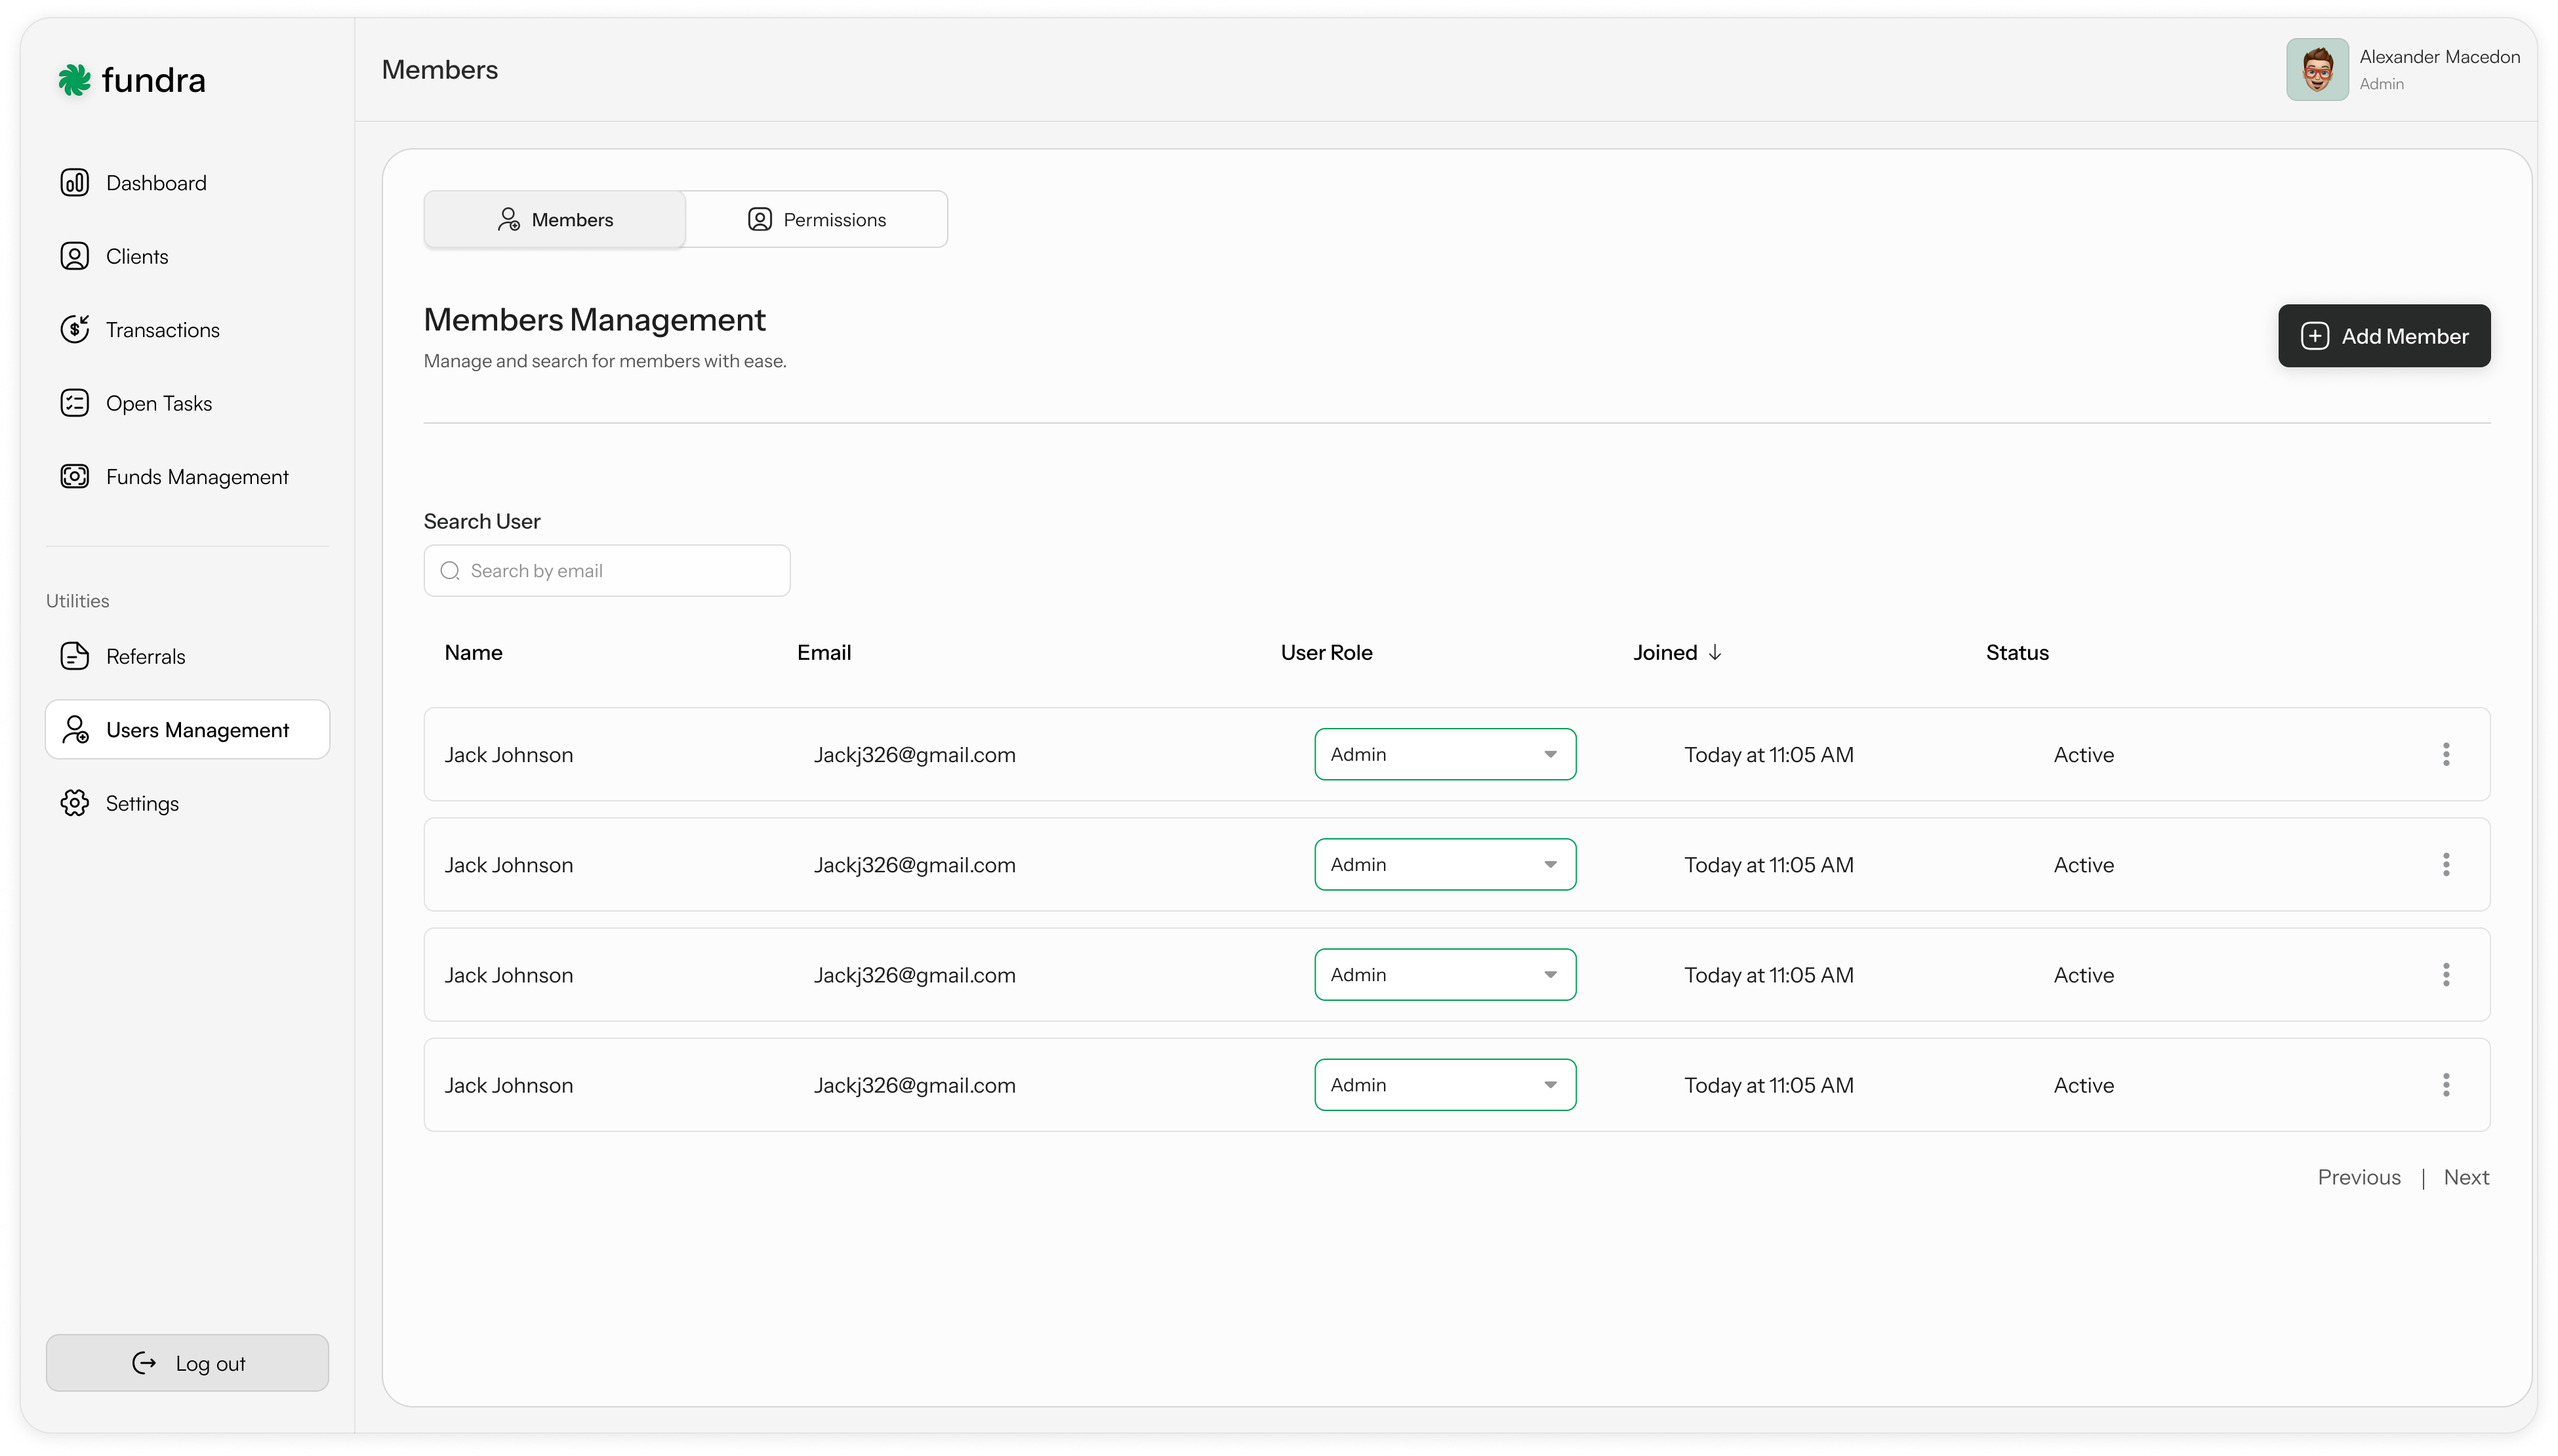 fundra
Members
Alexander Macedon
Admin
Dashboard
Clients
Transactions
Open Tasks
Funds Management
Utilities
Referrals
Users Management
Settings
Log out
Members
Permissions
Members Management
Manage and search for members with ease.
Add Member
Search User
Search by email
Name Email User Role Joined ↓ Status
Jack Johnson Jackj326@gmail.com Admin Today at 11:05 AM Active
Jack Johnson Jackj326@gmail.com Admin Today at 11:05 AM Active
Jack Johnson Jackj326@gmail.com Admin Today at 11:05 AM Active
Jack Johnson Jackj326@gmail.com Admin Today at 11:05 AM Active
Previous | Next